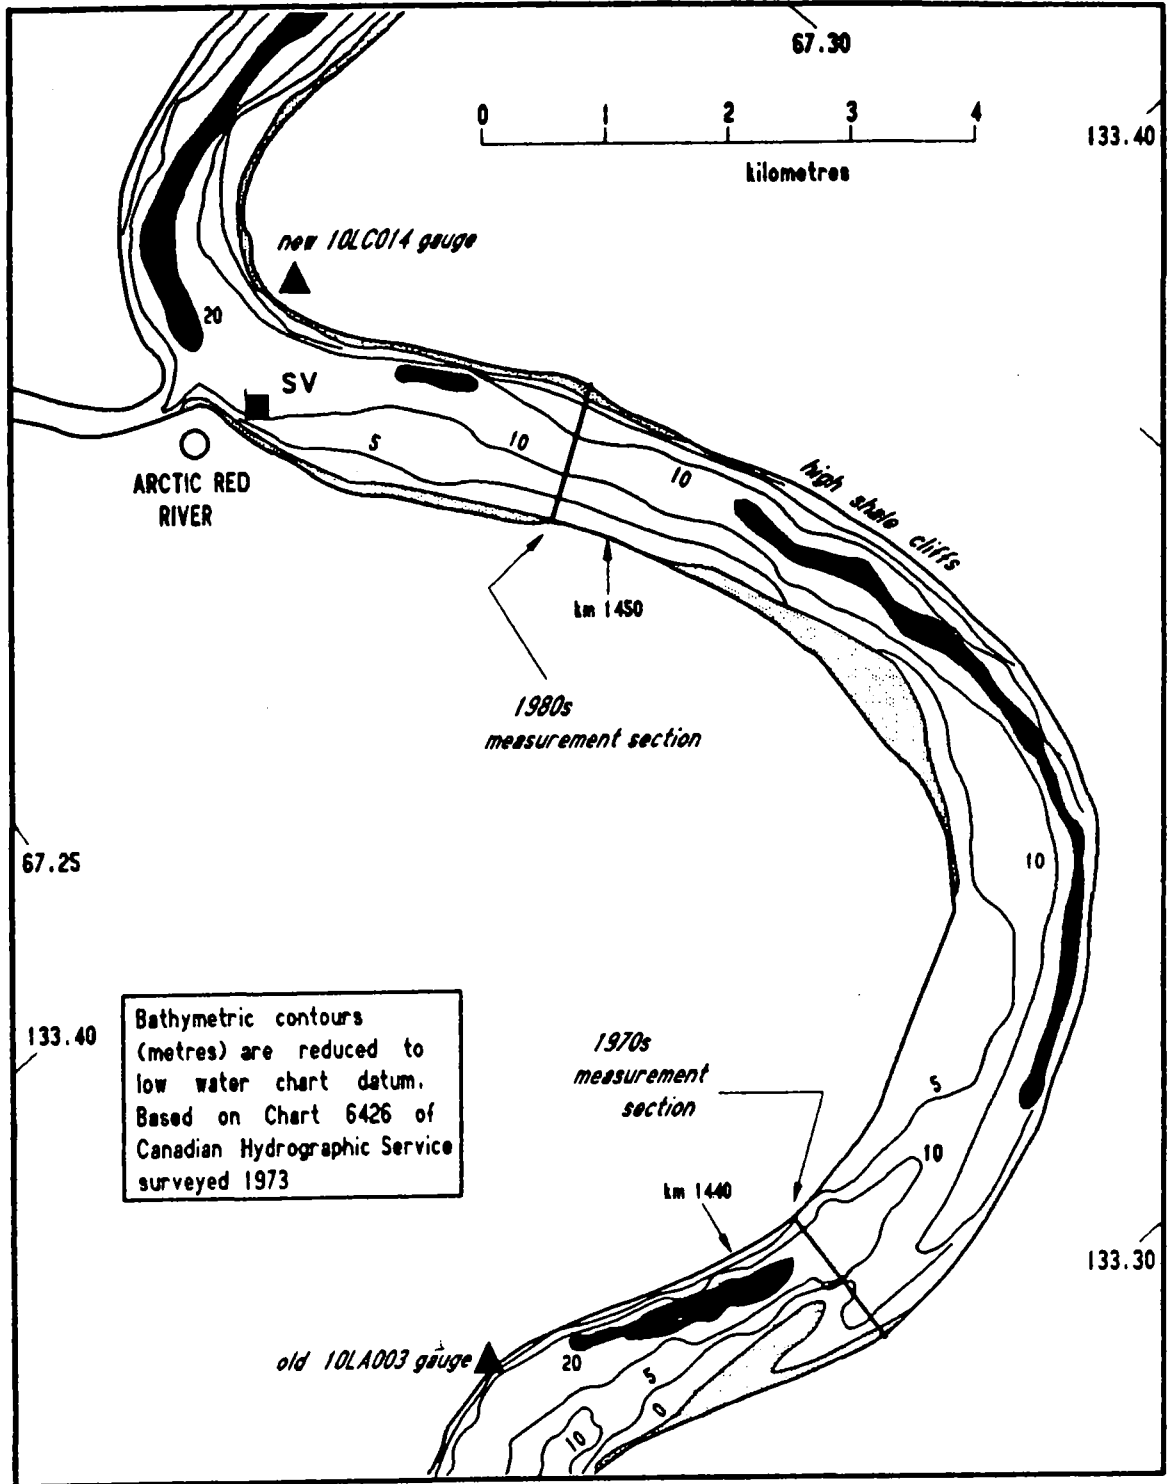 67.30
0 1 2 3 4
kilometres
133.40
new 10LC014 gauge
20
SV
5
10
10
high shale cliffs
ARCTIC RED
RIVER
km 1450
1980s
measurement section
67.25
10
133.40
Bathymetric contours
(metres) are reduced to
low water chart datum.
Based on Chart 6426 of
Canadian Hydrographic Service
surveyed 1973
1970s
measurement
section
5
10
km 1440
133.30
old 10LA003 gauge
20
5
0
10